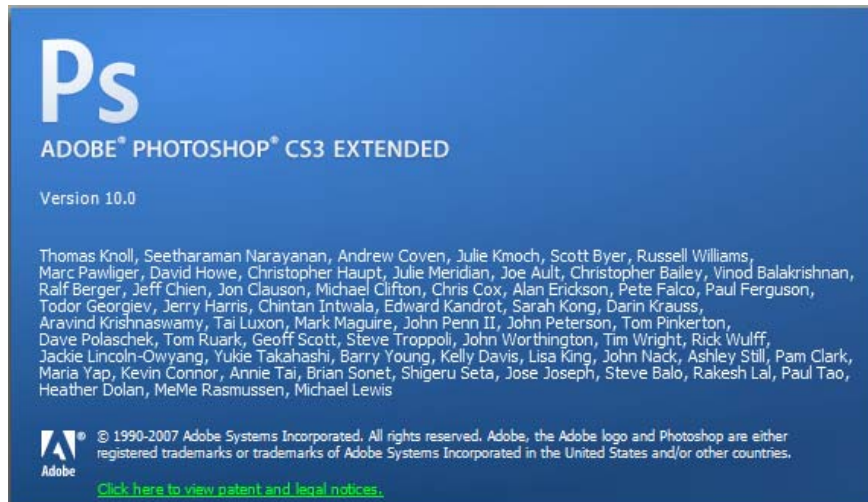 Ps
ADOBE® PHOTOSHOP® CS3 EXTENDED
Version 10.0
Thomas Knoll, Seetharaman Narayanan, Andrew Coven, Julie Kmoch, Scott Byer, Russell Williams,
Marc Pawliger, David Howe, Christopher Haupt, Julie Meridian, Joe Ault, Christopher Bailey, Vinod Balakrishnan,
Ralf Berger, Jeff Chien, Jon Clauson, Michael Clifton, Chris Cox, Alan Erickson, Pete Falco, Paul Ferguson,
Todor Georgiev, Jerry Harris, Chintan Intwala, Edward Kandrot, Sarah Kong, Darin Krauss,
Aravind Krishnaswamy, Tai Luxon, Mark Maguire, John Penn II, John Peterson, Tom Pinkerton,
Dave Polaschek, Tom Ruark, Geoff Scott, Steve Troppoli, John Worthington, Tim Wright, Rick Wulff,
Jackie Lincoln-Owyang, Yukie Takahashi, Barry Young, Kelly Davis, Lisa King, John Nack, Ashley Still, Pam Clark,
Maria Yap, Kevin Connor, Annie Tai, Brian Sonet, Shigeru Seta, Jose Joseph, Steve Balo, Rakesh Lal, Paul Tao,
Heather Dolan, MeMe Rasmussen, Michael Lewis
® © 1990-2007 Adobe Systems Incorporated. All rights reserved. Adobe, the Adobe logo and Photoshop are either
registered trademarks or trademarks of Adobe Systems Incorporated in the United States and/or other countries.
Adobe
Click here to view patent and legal notices.